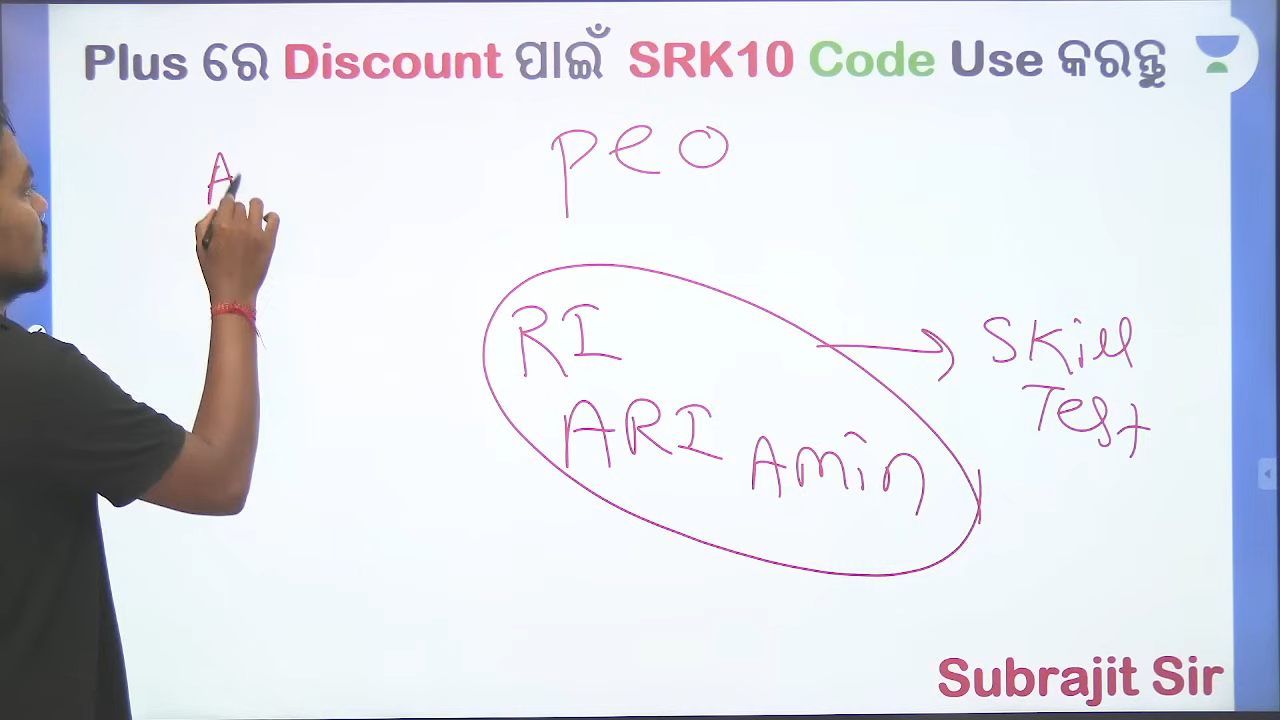 Plus ରେ Discount ପାଇଁ SRK10 Code Use କରନ୍ତୁ
A
PEO
RI
ARI
Amin
Skill
Test
Subrajit Sir